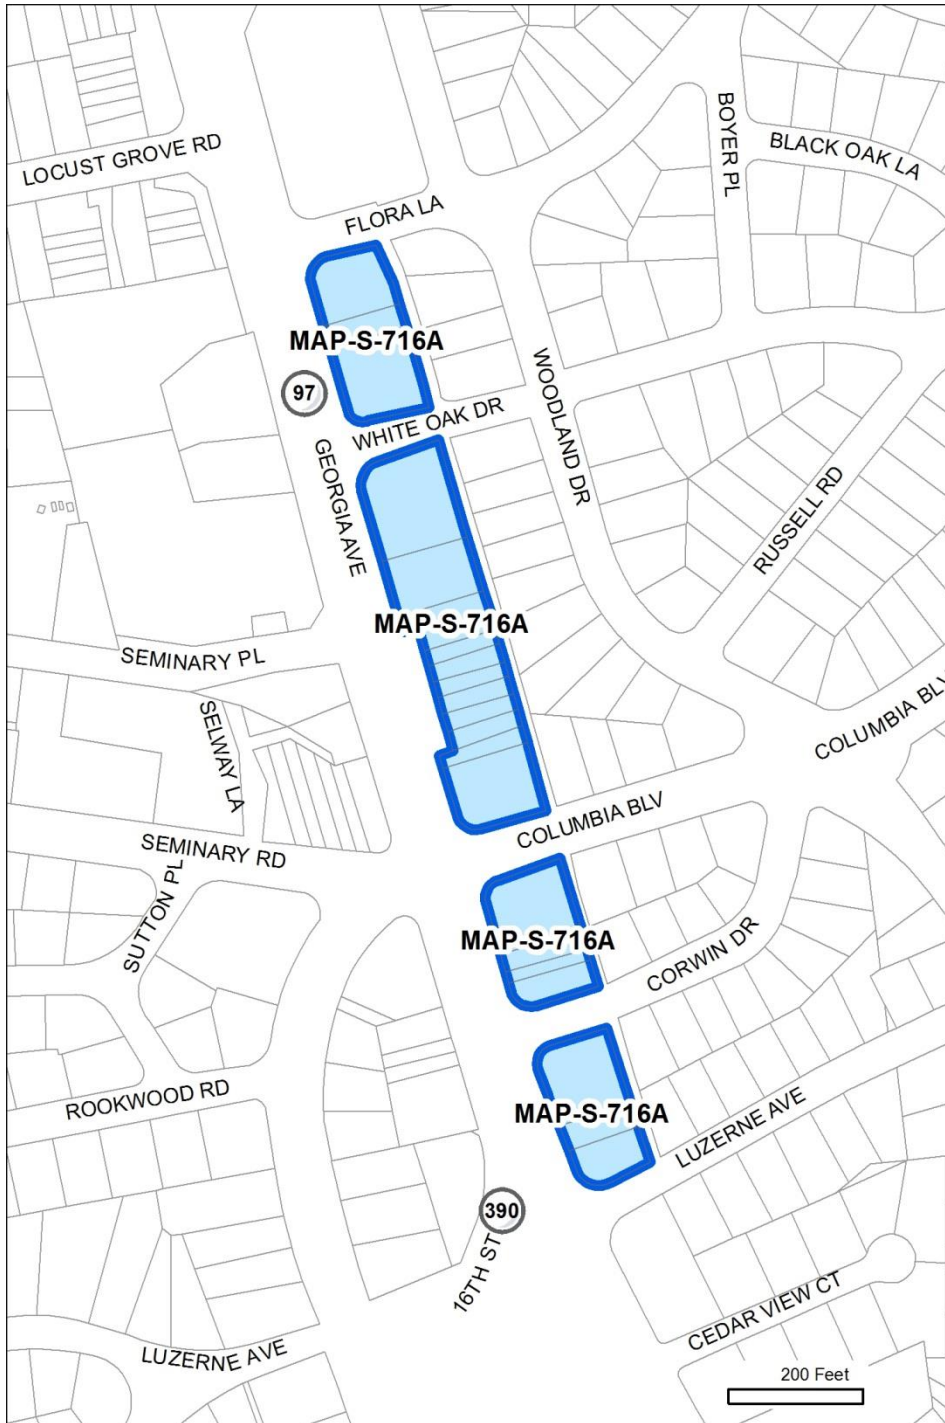 BOYER PL
LOCUST GROVE RD
BLACK OAK LA
FLORA LA
MAP-S-716A
97
WOODLAND DR
WHITE OAK DR
GEORGIA AVE
RUSSELL RD
MAP-S-716A
SEMINARY PL
COLUMBIA BLV
SELWAY LA
COLUMBIA BLV
SEMINARY RD
SUTTON PL
MAP-S-716A
CORWIN DR
ROOKWOOD RD
MAP-S-716A
LUZERNE AVE
390
16TH ST
CEDAR VIEW CT
LUZERNE AVE
200 Feet